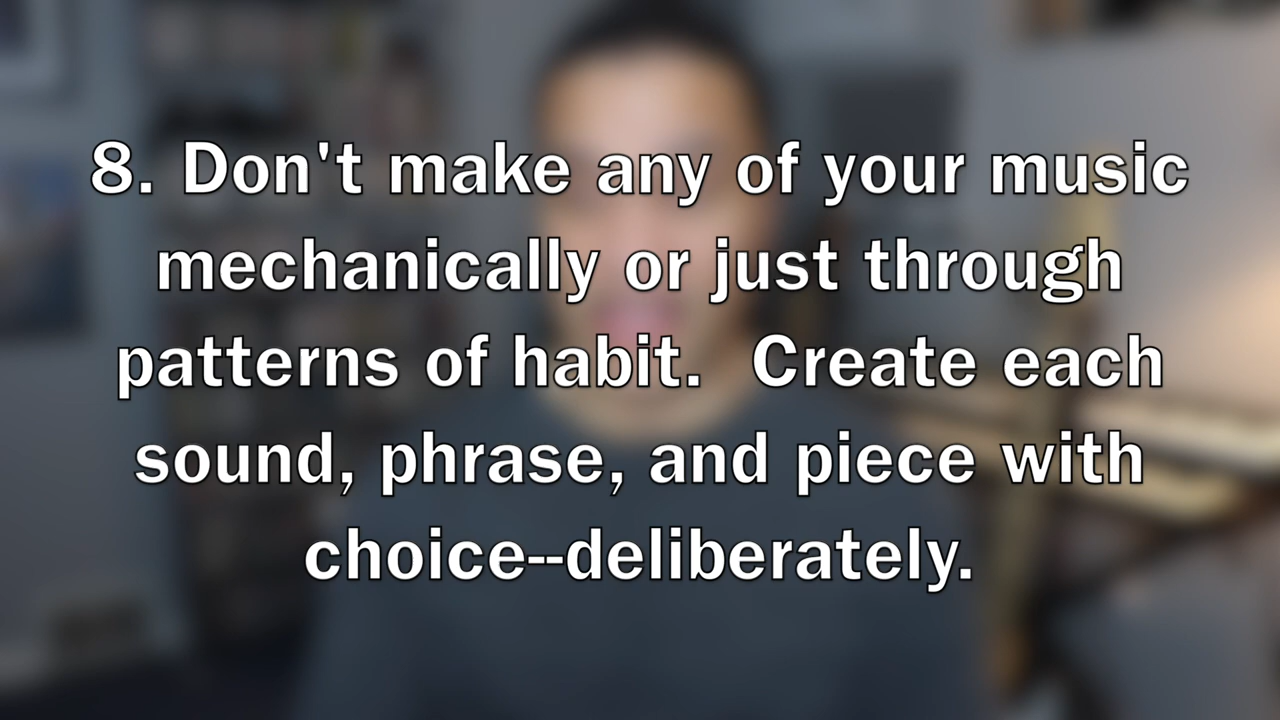 8. Don't make any of your music
mechanically or just through
patterns of habit.  Create each
sound, phrase, and piece with
choice--deliberately.